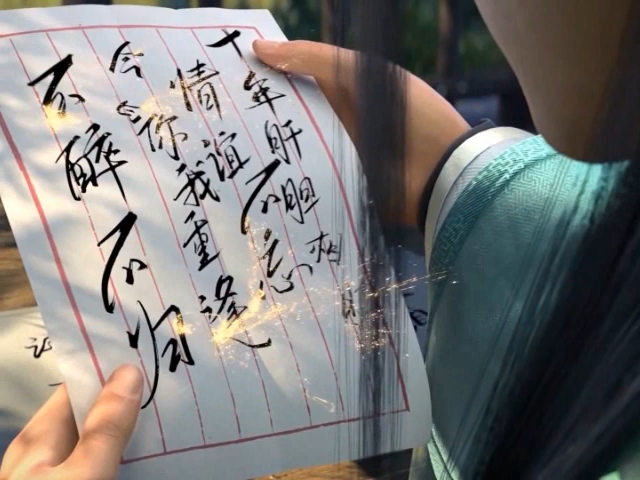 十年肝胆
情谊不忘
今你我重逢
不醉不归